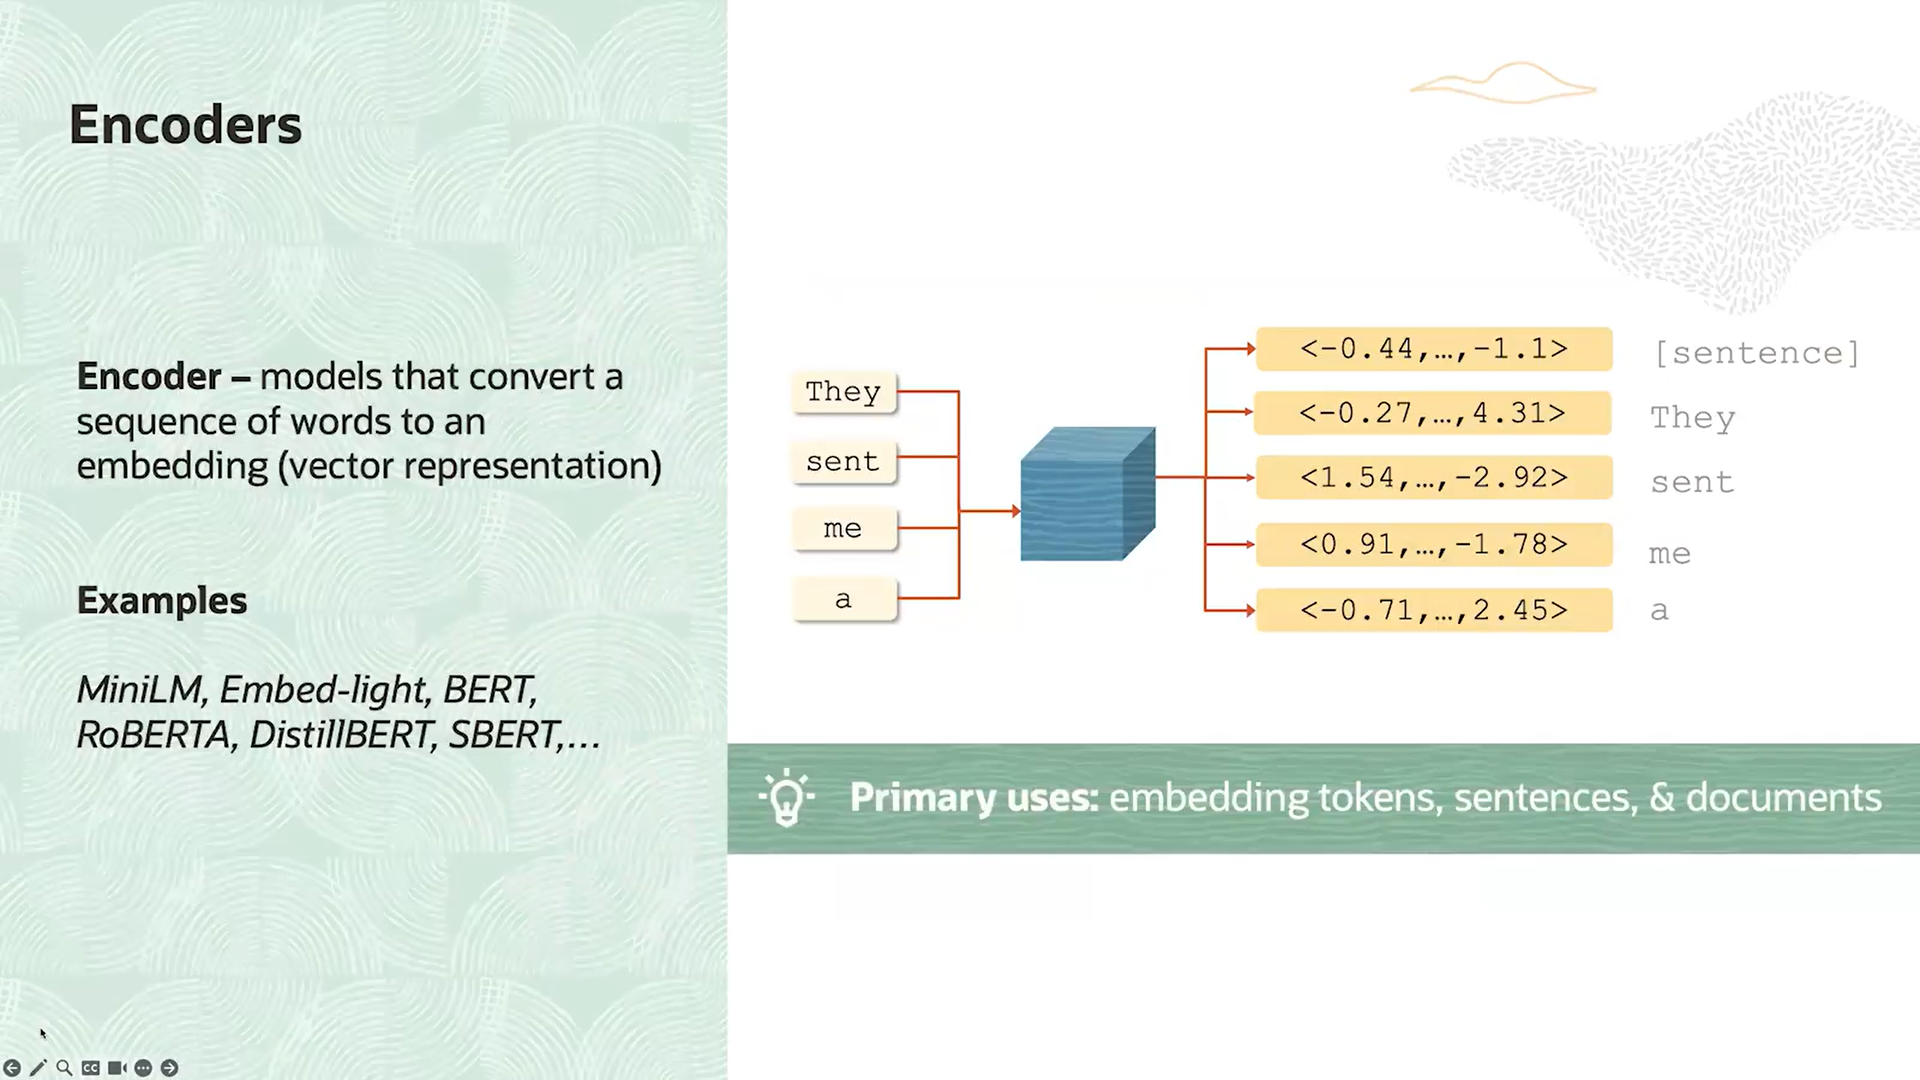 Encoders
Encoder – models that convert a
sequence of words to an
embedding (vector representation)
Examples
MiniLM, Embed-light, BERT,
RoBERTA, DistillBERT, SBERT,...
They
sent
me
a
<-0.44,…,-1.1> [sentence]
<-0.27,…,4.31> They
<1.54,…,-2.92> sent
<0.91,…,-1.78> me
<-0.71,…,2.45> a
Primary uses: embedding tokens, sentences, & documents
CC